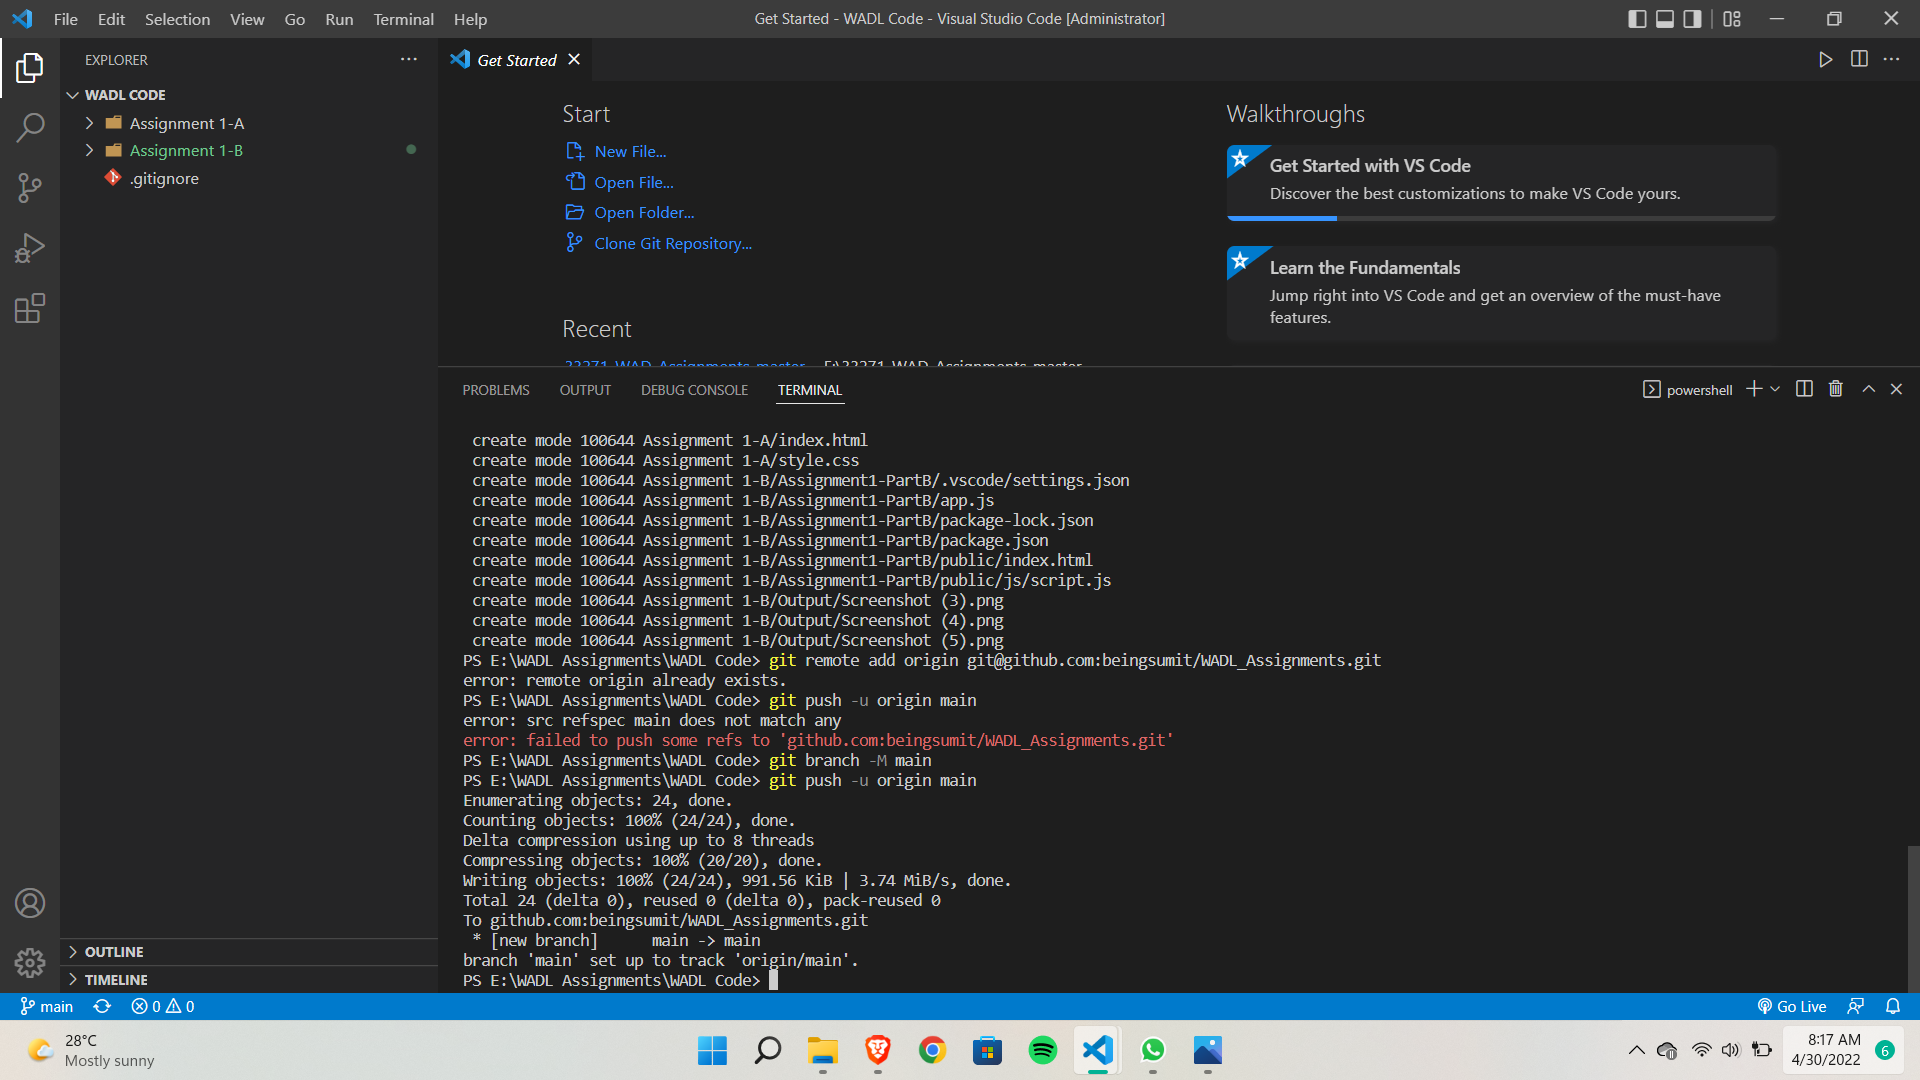 File Edit Selection View Go Run Terminal Help
Get Started - WADL Code - Visual Studio Code [Administrator]
EXPLORER
WADL CODE
Assignment 1-A
Assignment 1-B
.gitignore
OUTLINE
TIMELINE
Get Started
Start
New File...
Open File...
Open Folder...
Clone Git Repository...
Recent
33271_WAD_Assignments-master E:\33271_WAD_Assignments-master
Walkthroughs
Get Started with VS Code
Discover the best customizations to make VS Code yours.
Learn the Fundamentals
Jump right into VS Code and get an overview of the must-have
features.
PROBLEMS OUTPUT DEBUG CONSOLE TERMINAL
powershell
create mode 100644 Assignment 1-A/index.html
create mode 100644 Assignment 1-A/style.css
create mode 100644 Assignment 1-B/Assignment1-PartB/.vscode/settings.json
create mode 100644 Assignment 1-B/Assignment1-PartB/app.js
create mode 100644 Assignment 1-B/Assignment1-PartB/package-lock.json
create mode 100644 Assignment 1-B/Assignment1-PartB/package.json
create mode 100644 Assignment 1-B/Assignment1-PartB/public/index.html
create mode 100644 Assignment 1-B/Assignment1-PartB/public/js/script.js
create mode 100644 Assignment 1-B/Output/Screenshot (3).png
create mode 100644 Assignment 1-B/Output/Screenshot (4).png
create mode 100644 Assignment 1-B/Output/Screenshot (5).png
PS E:\WADL Assignments\WADL Code> git remote add origin git@github.com:beingsumit/WADL_Assignments.git
error: remote origin already exists.
PS E:\WADL Assignments\WADL Code> git push -u origin main
error: src refspec main does not match any
error: failed to push some refs to 'github.com:beingsumit/WADL_Assignments.git'
PS E:\WADL Assignments\WADL Code> git branch -M main
PS E:\WADL Assignments\WADL Code> git push -u origin main
Enumerating objects: 24, done.
Counting objects: 100% (24/24), done.
Delta compression using up to 8 threads
Compressing objects: 100% (20/20), done.
Writing objects: 100% (24/24), 991.56 KiB | 3.74 MiB/s, done.
Total 24 (delta 0), reused 0 (delta 0), pack-reused 0
To github.com:beingsumit/WADL_Assignments.git
* [new branch] main -> main
branch 'main' set up to track 'origin/main'.
PS E:\WADL Assignments\WADL Code>
main 0 0 Go Live
28°C
Mostly sunny
8:17 AM
4/30/2022
6